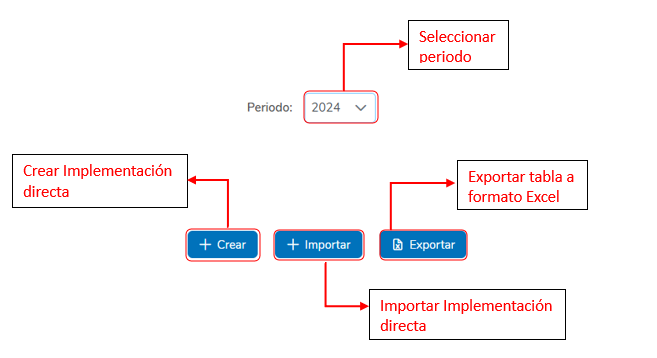 Seleccionar
periodo
Periodo:
2024
Crear Implementación
directa
Exportar tabla a
formato Excel
Crear
Importar
Exportar
Importar Implementación
directa